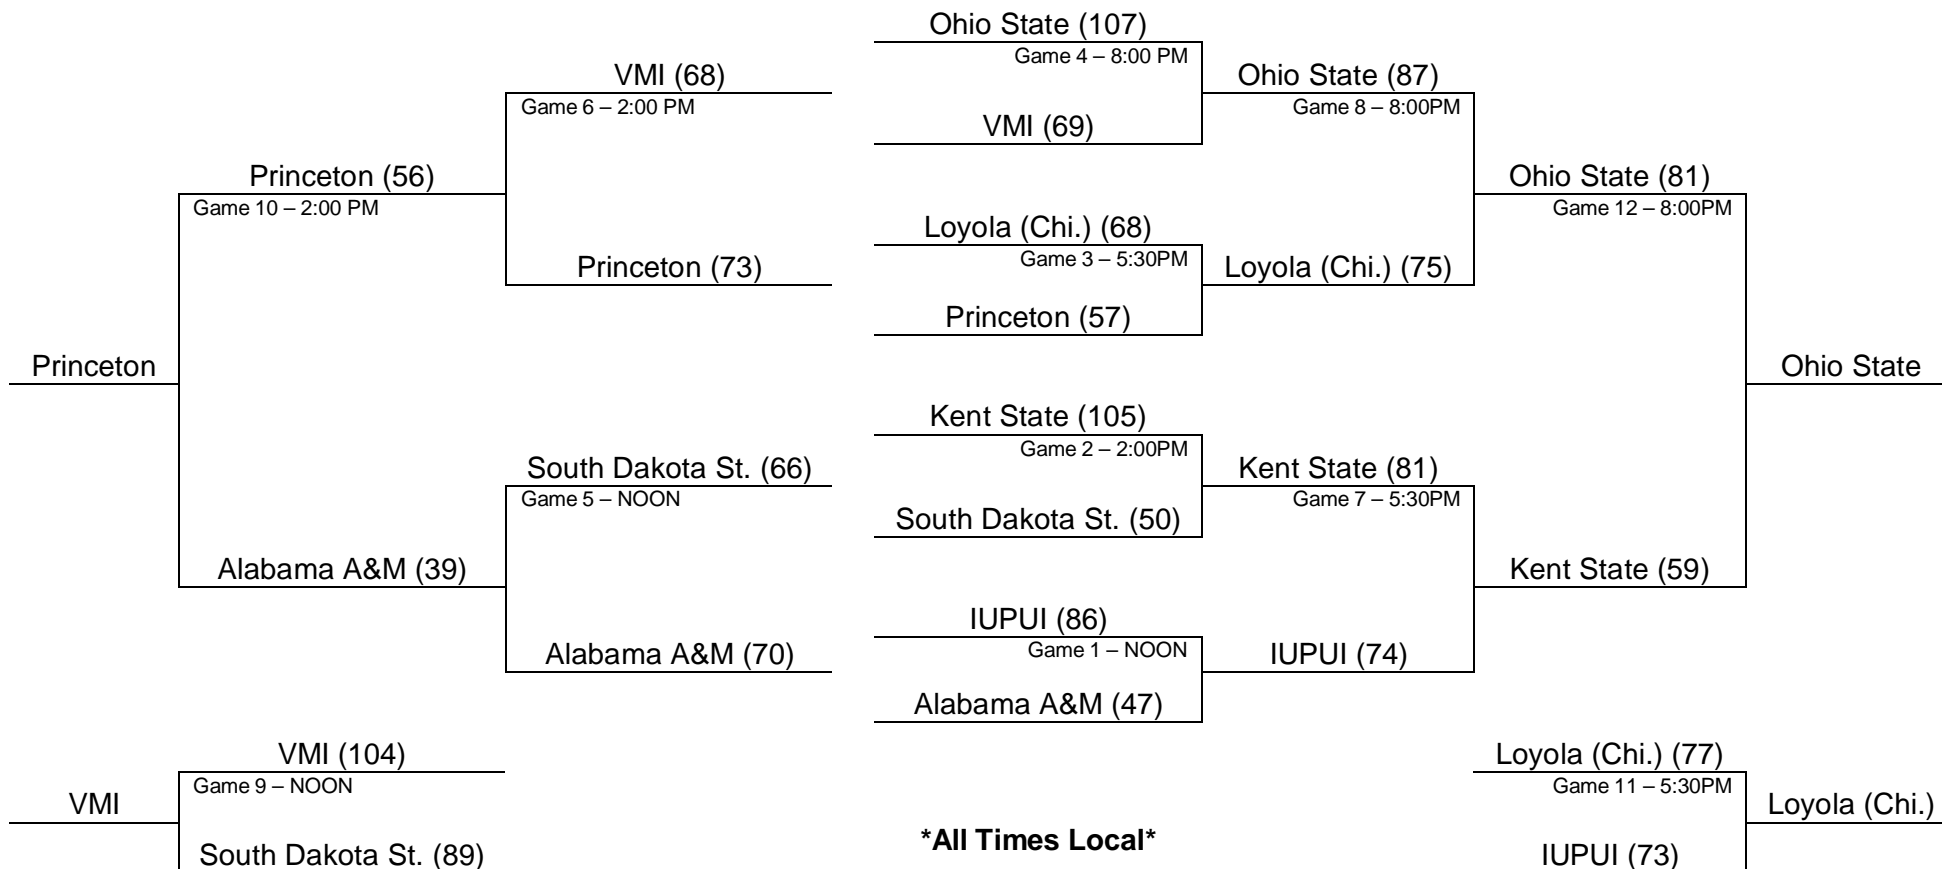 Ohio State (107)
Game 4 – 8:00 PM
VMI (68)
Ohio State (87)
Game 6 – 2:00 PM
Game 8 – 8:00PM
VMI (69)
Princeton (56)
Ohio State (81)
Game 10 – 2:00 PM
Game 12 – 8:00PM
Loyola (Chi.) (68)
Game 3 – 5:30PM
Princeton (73)
Loyola (Chi.) (75)
Princeton (57)
Princeton
Ohio State
Kent State (105)
Game 2 – 2:00PM
South Dakota St. (66)
Kent State (81)
Game 5 – NOON
Game 7 – 5:30PM
South Dakota St. (50)
Alabama A&M (39)
Kent State (59)
IUPUI (86)
Game 1 – NOON
Alabama A&M (70)
IUPUI (74)
Alabama A&M (47)
VMI (104)
Loyola (Chi.) (77)
Game 9 – NOON
Game 11 – 5:30PM
VMI
Loyola (Chi.)
*All Times Local*
South Dakota St. (89)
IUPUI (73)